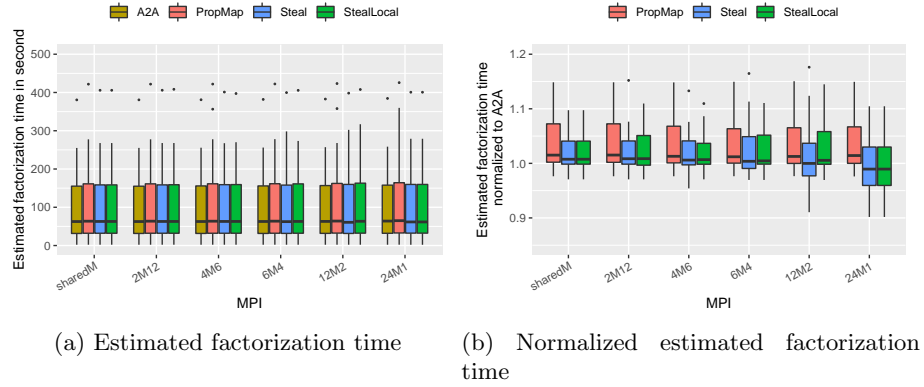 A2A PropMap Steal StealLocal
Estimated factorization time in second
500
400
300
200
100
0
sharedM 2M12 4M6 6M4 12M2 24M1
MPI
(a) Estimated factorization time
PropMap Steal StealLocal
Estimated factorization time
normalized to A2A
1.2
1.1
1.0
0.9
sharedM 2M12 4M6 6M4 12M2 24M1
MPI
(b) Normalized estimated factorization
time